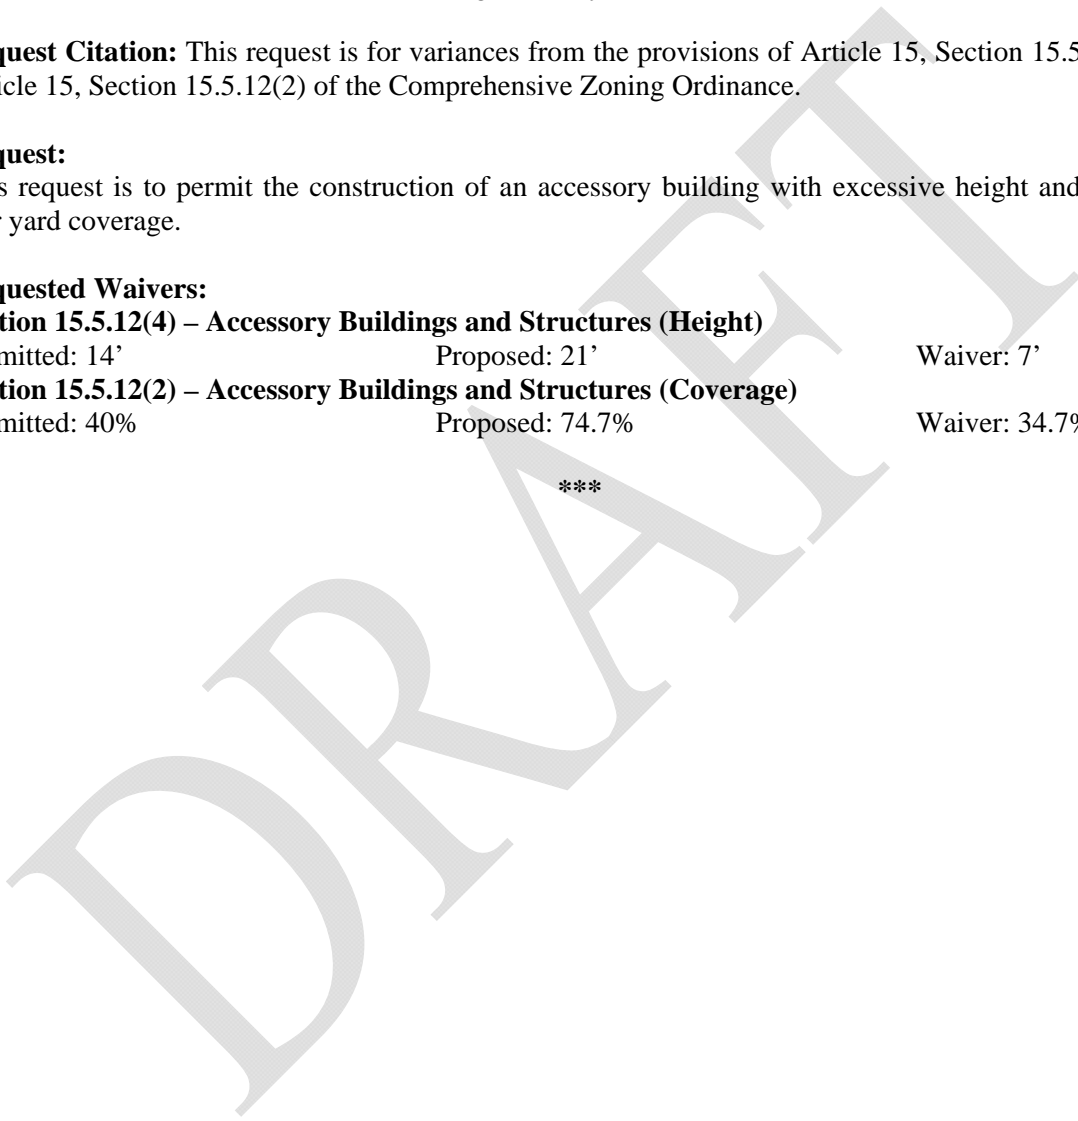 quest Citation: This request is for variances from the provisions of Article 15, Section 15.5
icle 15, Section 15.5.12(2) of the Comprehensive Zoning Ordinance.
quest:
s request is to permit the construction of an accessory building with excessive height and
r yard coverage.
quested Waivers:
tion 15.5.12(4) – Accessory Buildings and Structures (Height)
mitted: 14’ Proposed: 21’ Waiver: 7’
tion 15.5.12(2) – Accessory Buildings and Structures (Coverage)
mitted: 40% Proposed: 74.7% Waiver: 34.7%
***
DRAFT